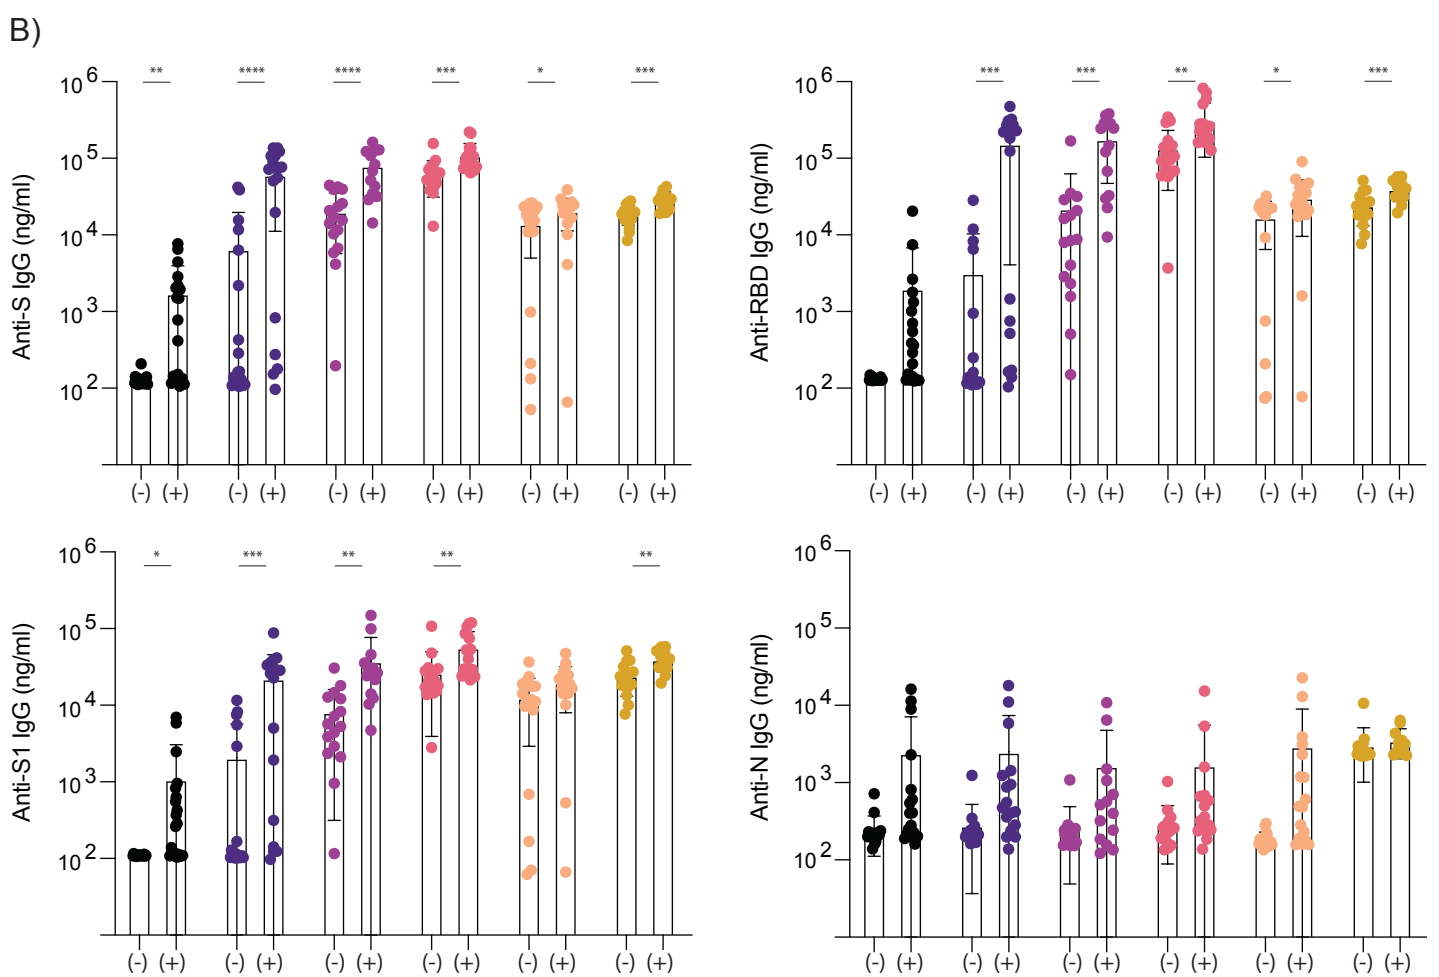 B)
** **** **** *** * ***
Anti-S IgG (ng/ml)
10^6
10^5
10^4
10^3
10^2
(-) (+) (-) (+) (-) (+) (-) (+) (-) (+) (-) (+)
*** *** ** * ***
Anti-RBD IgG (ng/ml)
10^6
10^5
10^4
10^3
10^2
(-) (+) (-) (+) (-) (+) (-) (+) (-) (+) (-) (+)
* *** ** ** **
Anti-S1 IgG (ng/ml)
10^6
10^5
10^4
10^3
10^2
(-) (+) (-) (+) (-) (+) (-) (+) (-) (+) (-) (+)
Anti-N IgG (ng/ml)
10^6
10^5
10^4
10^3
10^2
(-) (+) (-) (+) (-) (+) (-) (+) (-) (+) (-) (+)